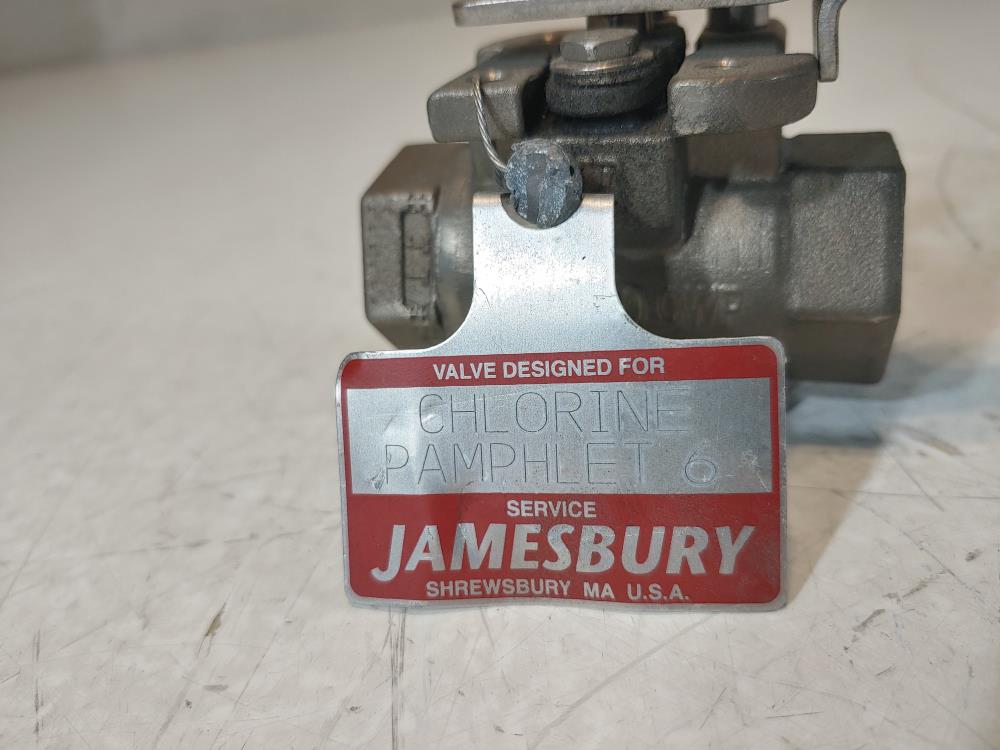 VALVE DESIGNED FOR
CHLORINE
PAMPHLET 6
SERVICE
JAMESBURY
SHREWSBURY MA U.S.A.